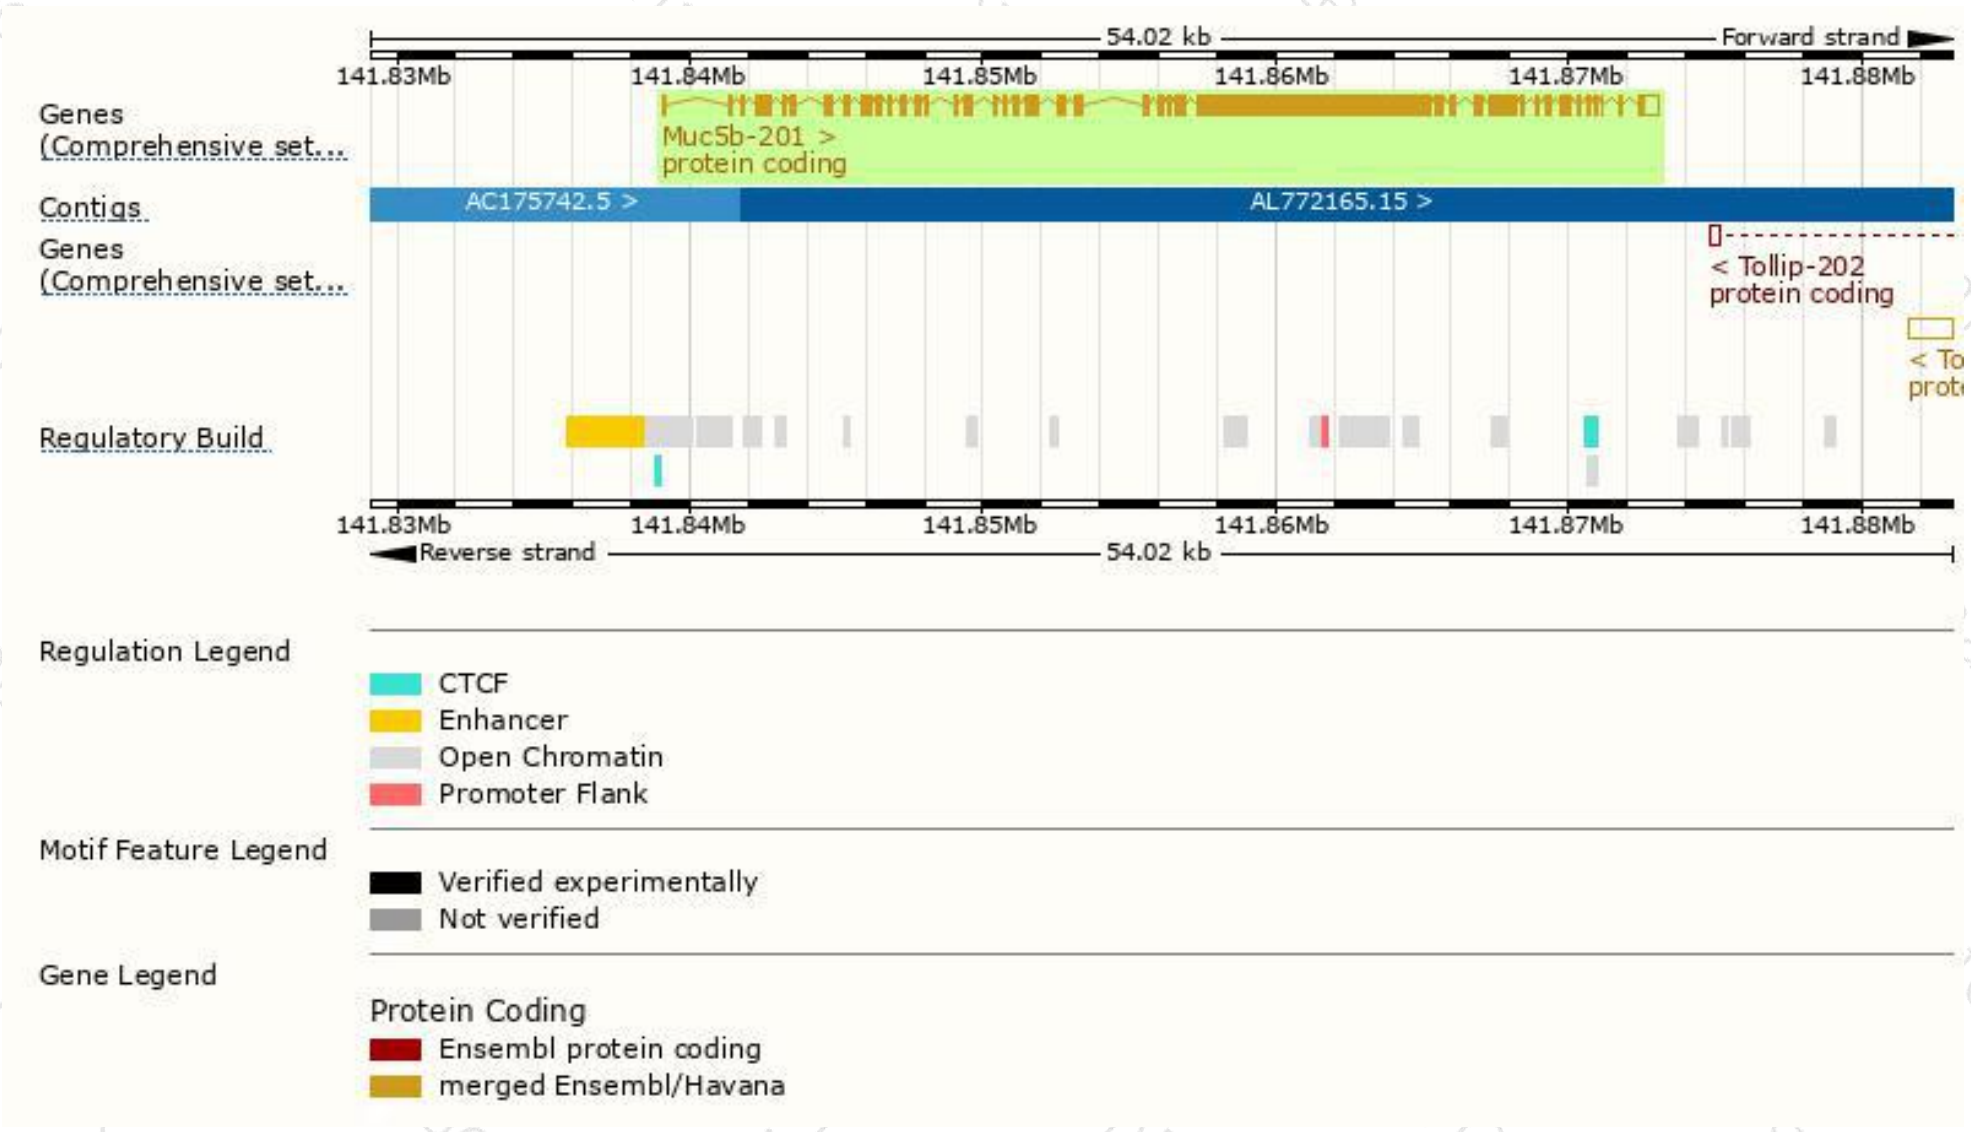 54.02 kb Forward strand
141.83Mb 141.84Mb 141.85Mb 141.86Mb 141.87Mb 141.88Mb
Genes
(Comprehensive set...
Muc5b-201 >
protein coding
Contigs
AC175742.5 > AL772165.15 >
Genes
(Comprehensive set...
< Tollip-202
protein coding
< To
prote
Regulatory Build
141.83Mb 141.84Mb 141.85Mb 141.86Mb 141.87Mb 141.88Mb
Reverse strand 54.02 kb
Regulation Legend
CTCF
Enhancer
Open Chromatin
Promoter Flank
Motif Feature Legend
Verified experimentally
Not verified
Gene Legend
Protein Coding
Ensembl protein coding
merged Ensembl/Havana